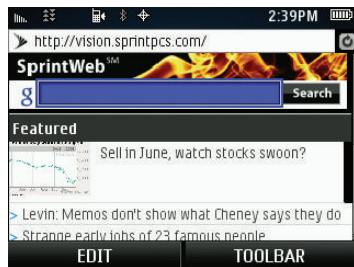 2:39PM
http://vision.sprintpcs.com/
SprintWeb℠
g Search
Featured
Sell in June, watch stocks swoon?
> Levin: Memos don't show what Cheney says they do
> Strange early jobs of 23 famous people
EDIT TOOLBAR